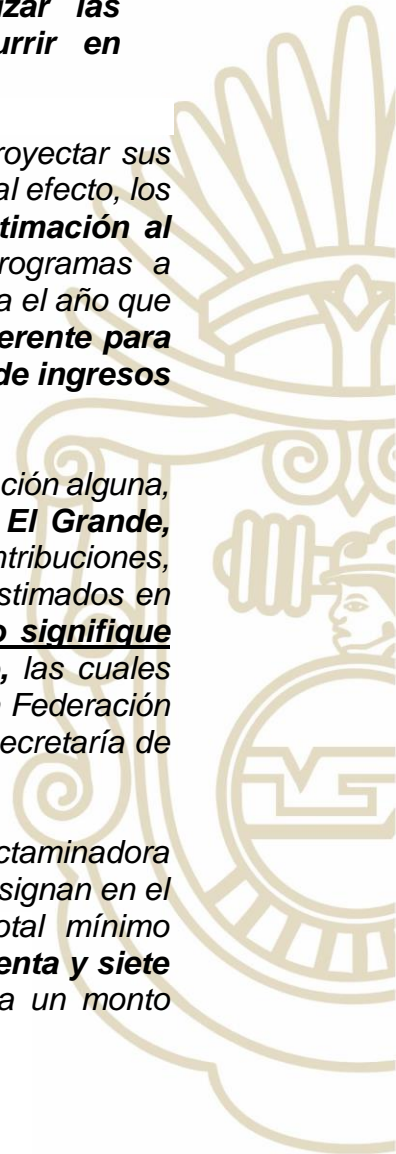 izar las
urrir en
royectar sus
al efecto, los
timación al
rogramas a
a el año que
erente para
de ingresos
ción alguna,
El Grande,
ntribuciones,
stimados en
o signifique
, las cuales
Federación
ecretaría de
ctaminadora
signan en el
otal mínimo
enta y siete
a un monto